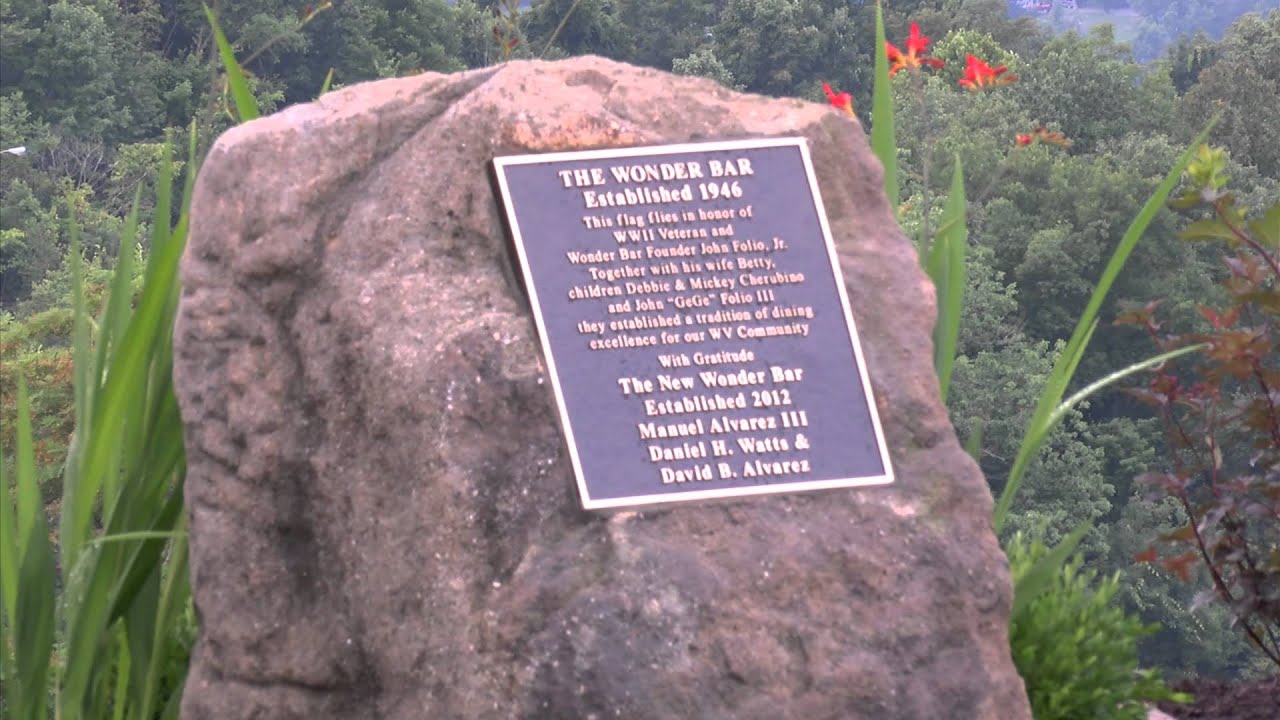 THE WONDER BAR
Established 1946
This flag flies in honor of
WWII Veteran and
Wonder Bar Founder John Folio, Jr.
Together with his wife Betty,
children Debbie & Mickey Cherubino
and John "GeGe" Folio III
they established a tradition of dining
excellence for our WV Community
With Gratitude
The New Wonder Bar
Established 2012
Manuel Alvarez III
Daniel H. Watts &
David B. Alvarez